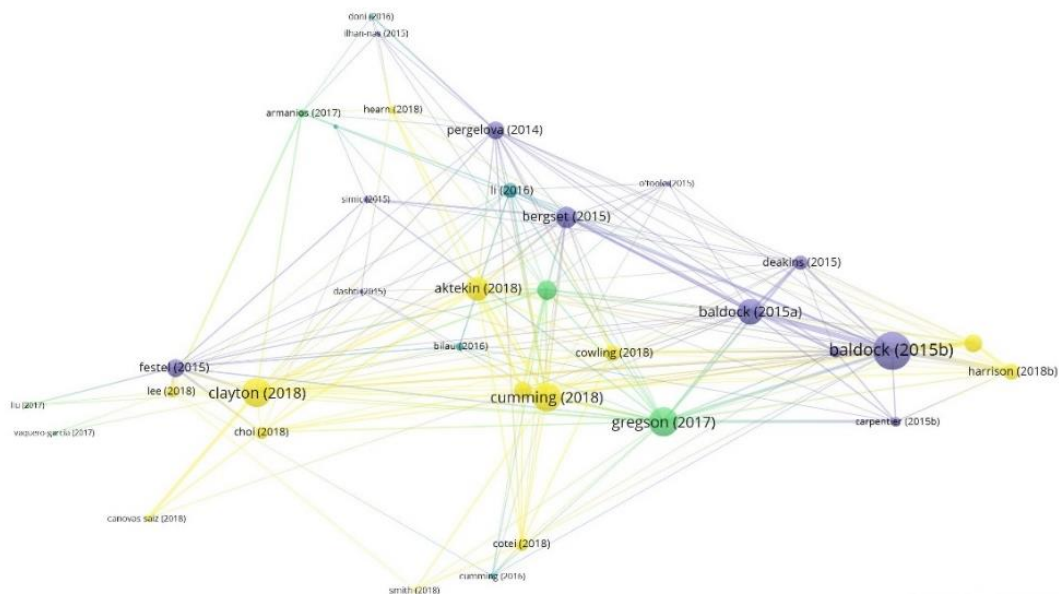 doni (2016)
ilhan-nas (2015)
armanios (2017)
hearn (2018)
pergelova (2014)
li (2016)
o'toole (2015)
simic (2015)
bergset (2015)
deakins (2015)
aktekin (2018)
dashti (2015)
baldock (2015a)
bilau (2016)
cowling (2018)
baldock (2015b)
festel (2015)
harrison (2018b)
lee (2018)
clayton (2018)
cumming (2018)
liu (2017)
gregson (2017)
carpentier (2015b)
vaquero-garcía (2017)
choi (2018)
canovas saiz (2018)
cotei (2018)
cumming (2016)
smith (2018)